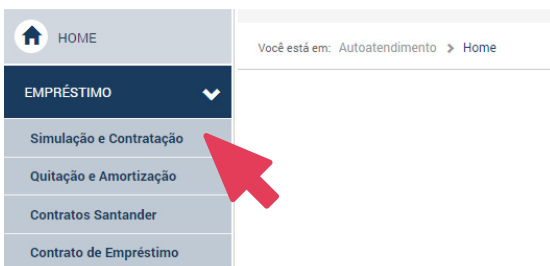 HOME
Você está em: Autoatendimento > Home
EMPRÉSTIMO
Simulação e Contratação
Quitação e Amortização
Contratos Santander
Contrato de Empréstimo